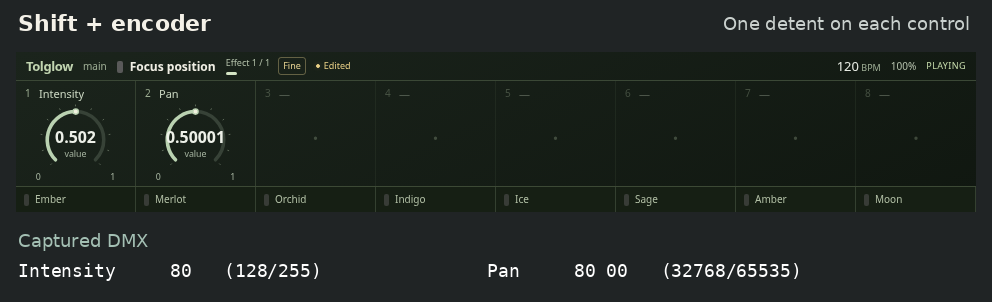 Shift + encoder One detent on each control
Tolglow main Focus position Effect 1 / 1 Fine • Edited 120 BPM 100% PLAYING
1 Intensity 2 Pan 3 — 4 — 5 — 6 — 7 — 8 —
0.502 0.50001
value value
0 1 0 1
Ember Merlot Orchid Indigo Ice Sage Amber Moon
Captured DMX
Intensity 80 (128/255) Pan 80 00 (32768/65535)